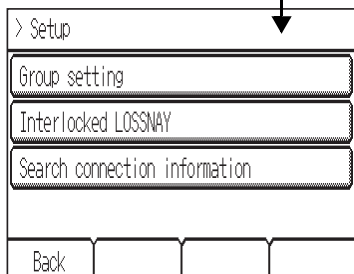 > Setup
Group setting
Interlocked LOSSNAY
Search connection information
Back